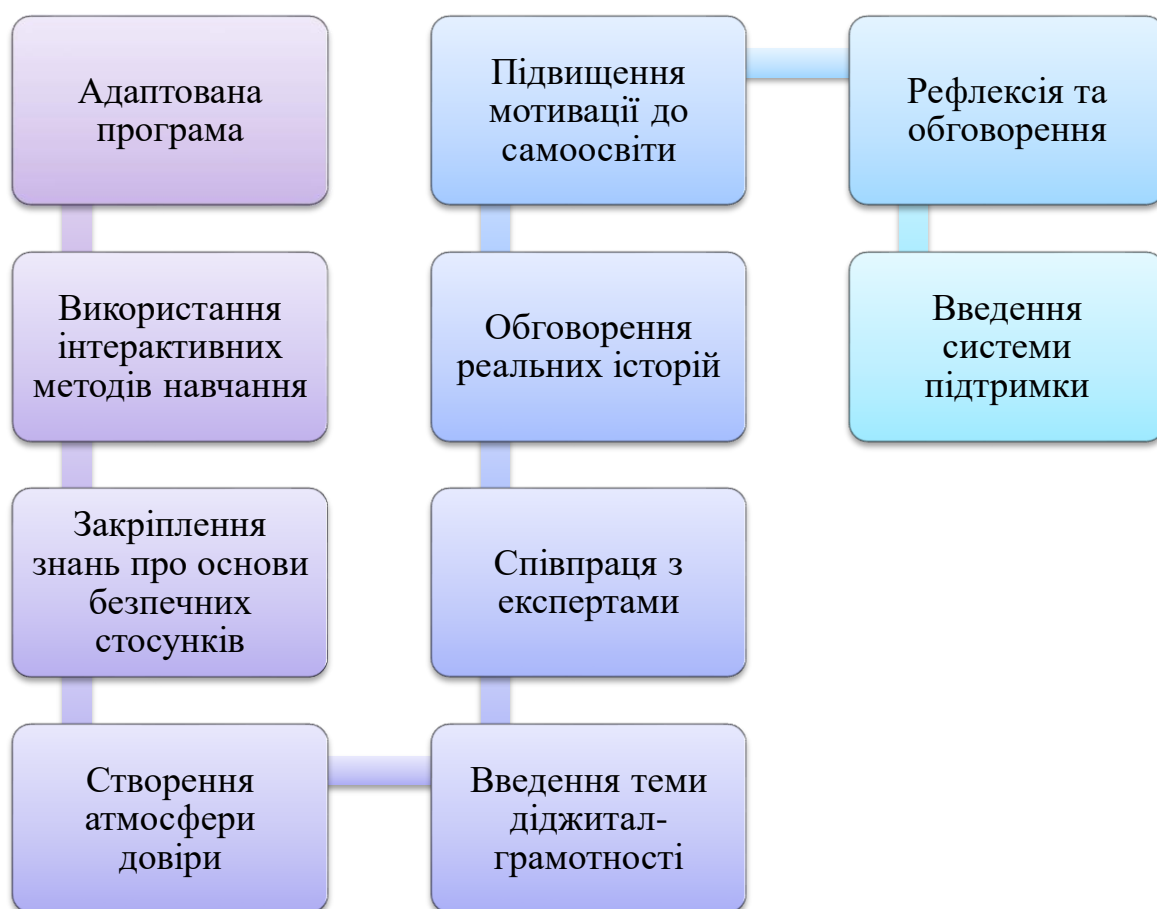 Адаптована
програма
Використання
інтерактивних
методів навчання
Закріплення
знань про основи
безпечних
стосунків
Створення
атмосфери
довіри
Введення теми
діджитал-
грамотності
Співпраця з
експертами
Обговорення
реальних історій
Підвищення
мотивації до
самоосвіти
Рефлексія та
обговорення
Введення
системи
підтримки